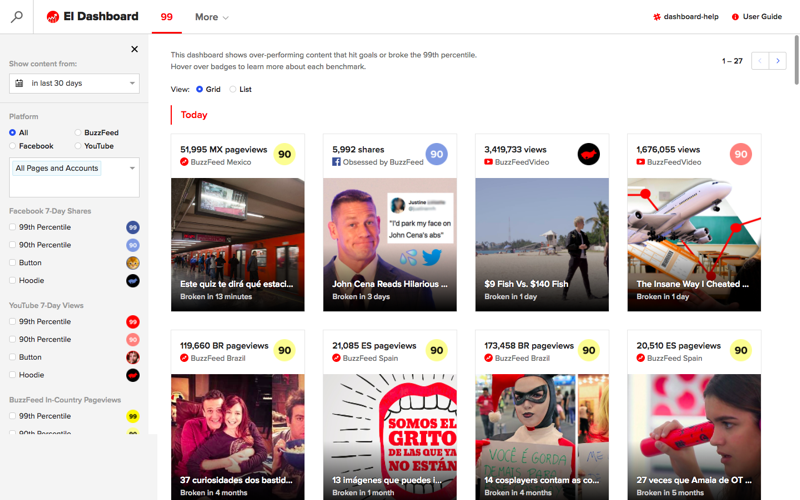 EI Dashboard
99
More
dashboard-help
User Guide
Show content from:
in last 30 days
Platform
All
BuzzFeed
Facebook
YouTube
All Pages and Accounts
Facebook 7-Day Shares
99th Percentile
99
90th Percentile
90
Button
Hoodie
YouTube 7-Day Views
99th Percentile
99
90th Percentile
90
Button
Hoodie
BuzzFeed In-Country Pageviews
99th Percentile
99
90th Percentile
This dashboard shows over-performing content that hit goals or broke the 99th percentile.
Hover over badges to learn more about each benchmark.
1 – 27
View:
Grid
List
Today
51,995 MX pageviews
BuzzFeed Mexico
90
Este quiz te dirá qué estaci...
Broken in 13 minutes
5,992 shares
Obsessed by BuzzFeed
90
Justine
"I'd park my face on
John Cena's abs"
John Cena Reads Hilarious ...
Broken in 3 days
3,419,733 views
BuzzFeedVideo
$9 Fish Vs. $140 Fish
Broken in 1 day
1,676,055 views
BuzzFeedVideo
90
The Insane Way I Cheated ...
Broken in 1 day
119,660 BR pageviews
BuzzFeed Brazil
90
37 curiosidades dos bastid...
Broken in 4 months
21,085 ES pageviews
BuzzFeed Spain
90
SOMOS EL
GRITO
DE LAS QUE YA
NO ESTÁN
13 imágenes que puedes i...
Broken in 1 month
173,458 BR pageviews
BuzzFeed Brazil
90
VOCÊ É GORDA
DEMAIS PARA
ME
14 cosplayers contam as co...
Broken in 4 months
20,510 ES pageviews
BuzzFeed Spain
90
27 veces que Amaia de OT ...
Broken in 4 months